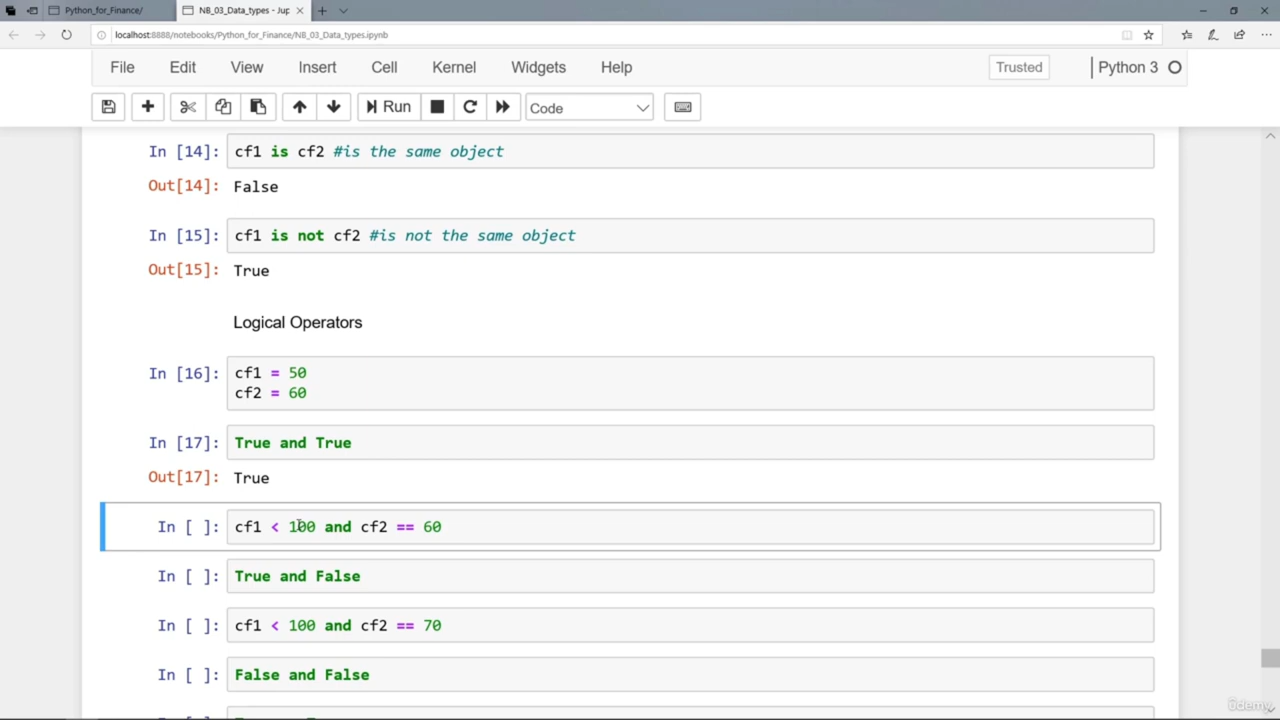 Python_for_Finance/
NB_03_Data_types - Jup
localhost:8888/notebooks/Python_for_Finance/NB_03_Data_types.ipynb
File Edit View Insert Cell Kernel Widgets Help Trusted Python 3
Run Code
In [14]: cf1 is cf2 #is the same object
Out[14]: False
In [15]: cf1 is not cf2 #is not the same object
Out[15]: True
Logical Operators
In [16]: cf1 = 50
cf2 = 60
In [17]: True and True
Out[17]: True
In [ ]: cf1 < 100 and cf2 == 60
In [ ]: True and False
In [ ]: cf1 < 100 and cf2 == 70
In [ ]: False and False
Udemy